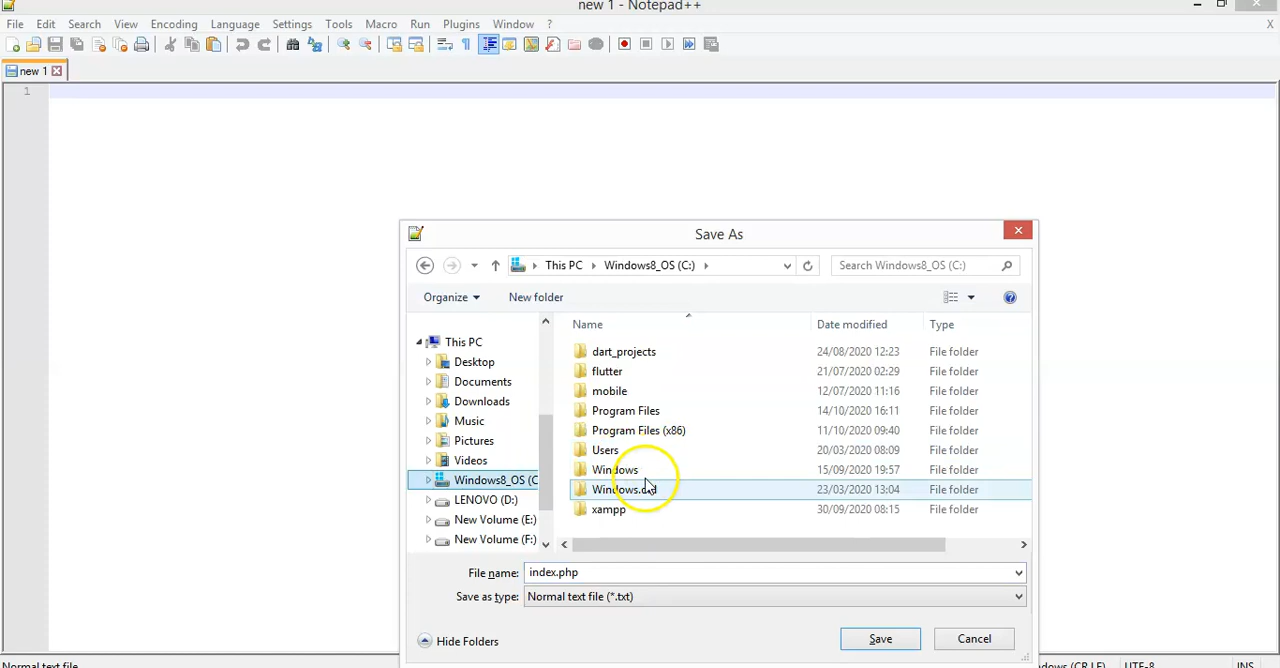 new 1 - Notepad++
File Edit Search View Encoding Language Settings Tools Macro Run Plugins Window ? X
new 1
1
Save As
This PC Windows8_OS (C:) Search Windows8_OS (C:)
Organize New folder
Name Date modified Type
This PC
Desktop
Documents
Downloads
Music
Pictures
Videos
Windows8_OS (C
LENOVO (D:)
New Volume (E:)
New Volume (F:)
dart_projects 24/08/2020 12:23 File folder
flutter 21/07/2020 02:29 File folder
mobile 12/07/2020 11:16 File folder
Program Files 14/10/2020 16:11 File folder
Program Files (x86) 11/10/2020 09:40 File folder
Users 20/03/2020 08:09 File folder
Windows 15/09/2020 19:57 File folder
23/03/2020 13:04 File folder
xampp 30/09/2020 08:15 File folder
File name: index.php
Save as type: Normal text file (*.txt)
Hide Folders Save Cancel
Normal text file dows (CR LF) UTF-8 INS